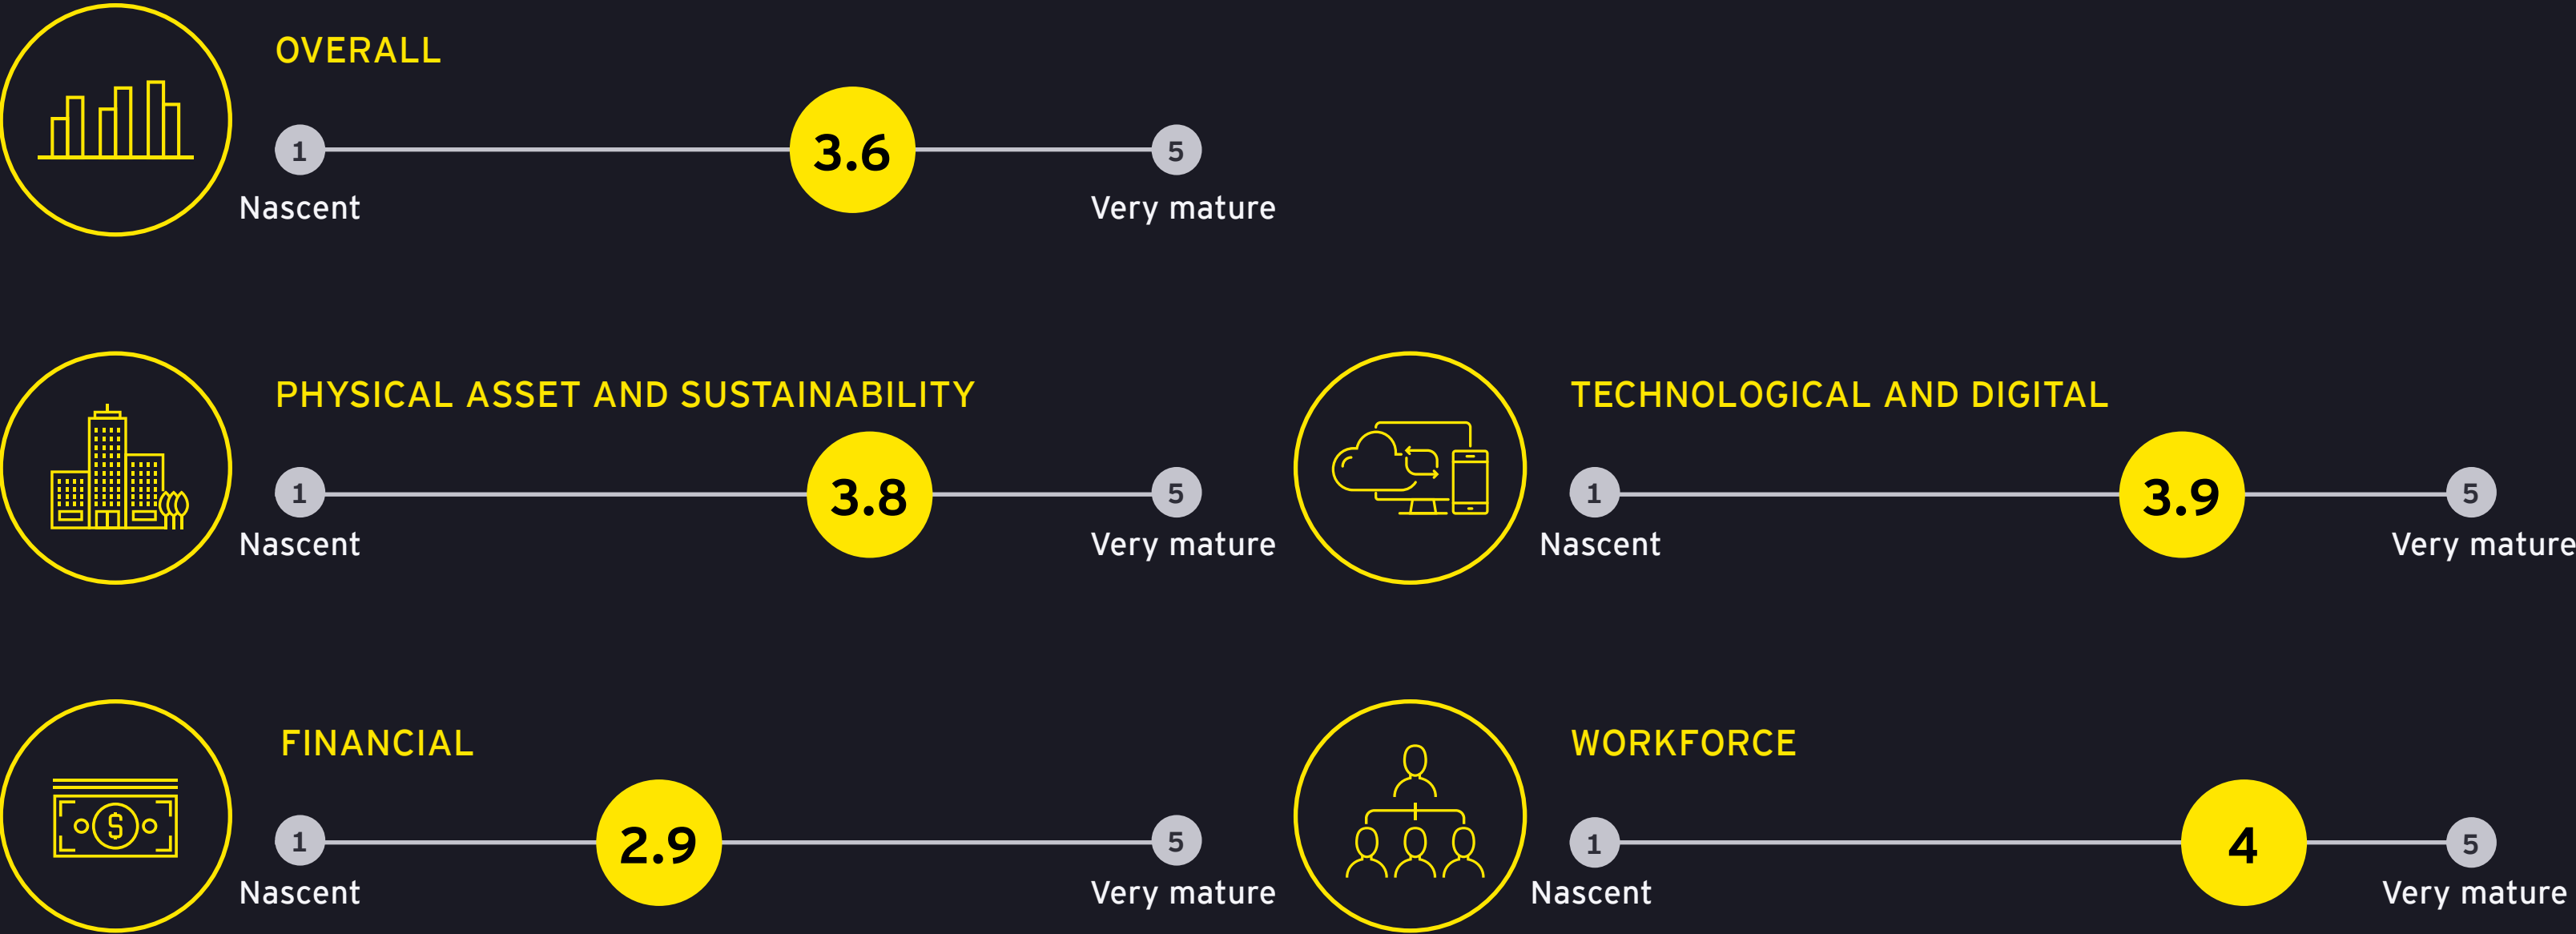 OVERALL
1
3.6
5
Nascent
Very mature
PHYSICAL ASSET AND SUSTAINABILITY
1
3.8
5
Nascent
Very mature
TECHNOLOGICAL AND DIGITAL
1
3.9
5
Nascent
Very mature
FINANCIAL
$
1
2.9
5
Nascent
Very mature
WORKFORCE
1
4
5
Nascent
Very mature